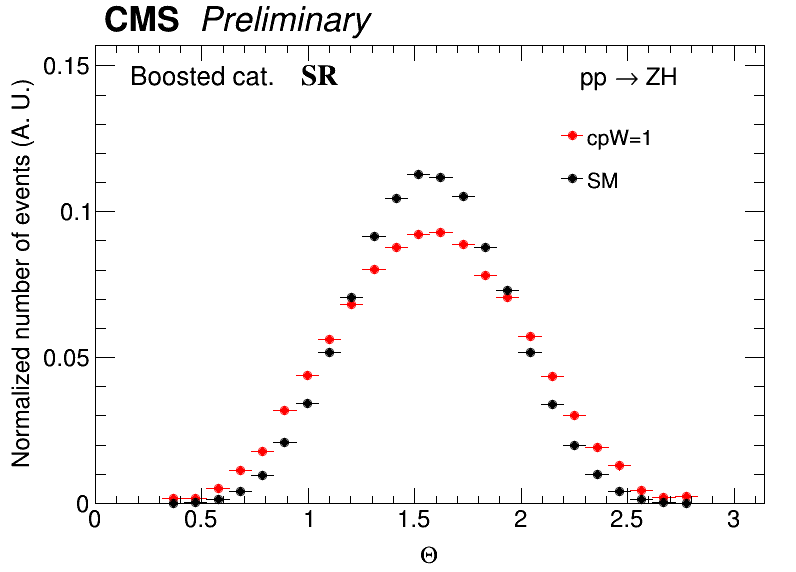 CMS Preliminary
Boosted cat. SR
pp → ZH
cpW=1
SM
Normalized number of events (A. U.)
0.15
0.1
0.05
0
0 0.5 1 1.5 2 2.5 3
Θ